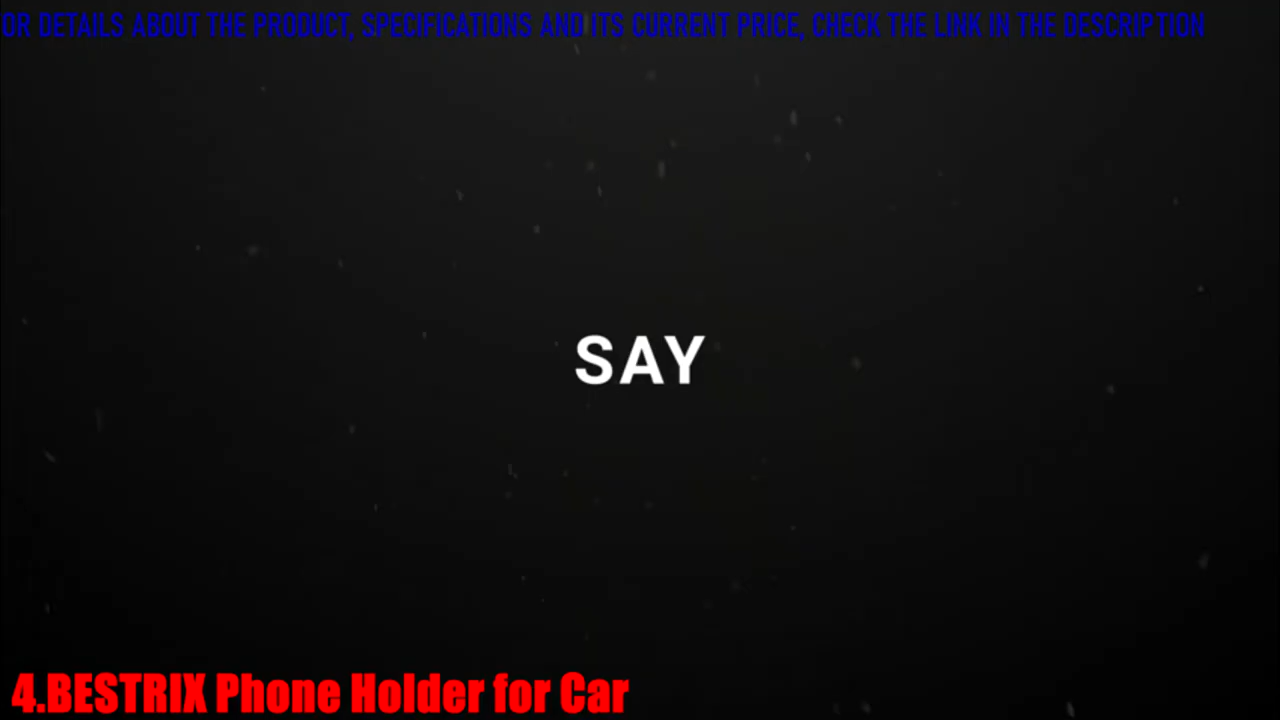 OR DETAILS ABOUT THE PRODUCT, SPECIFICATIONS AND ITS CURRENT PRICE, CHECK THE LINK IN THE DESCRIPTION
SAY
4.BESTRIX Phone Holder for Car